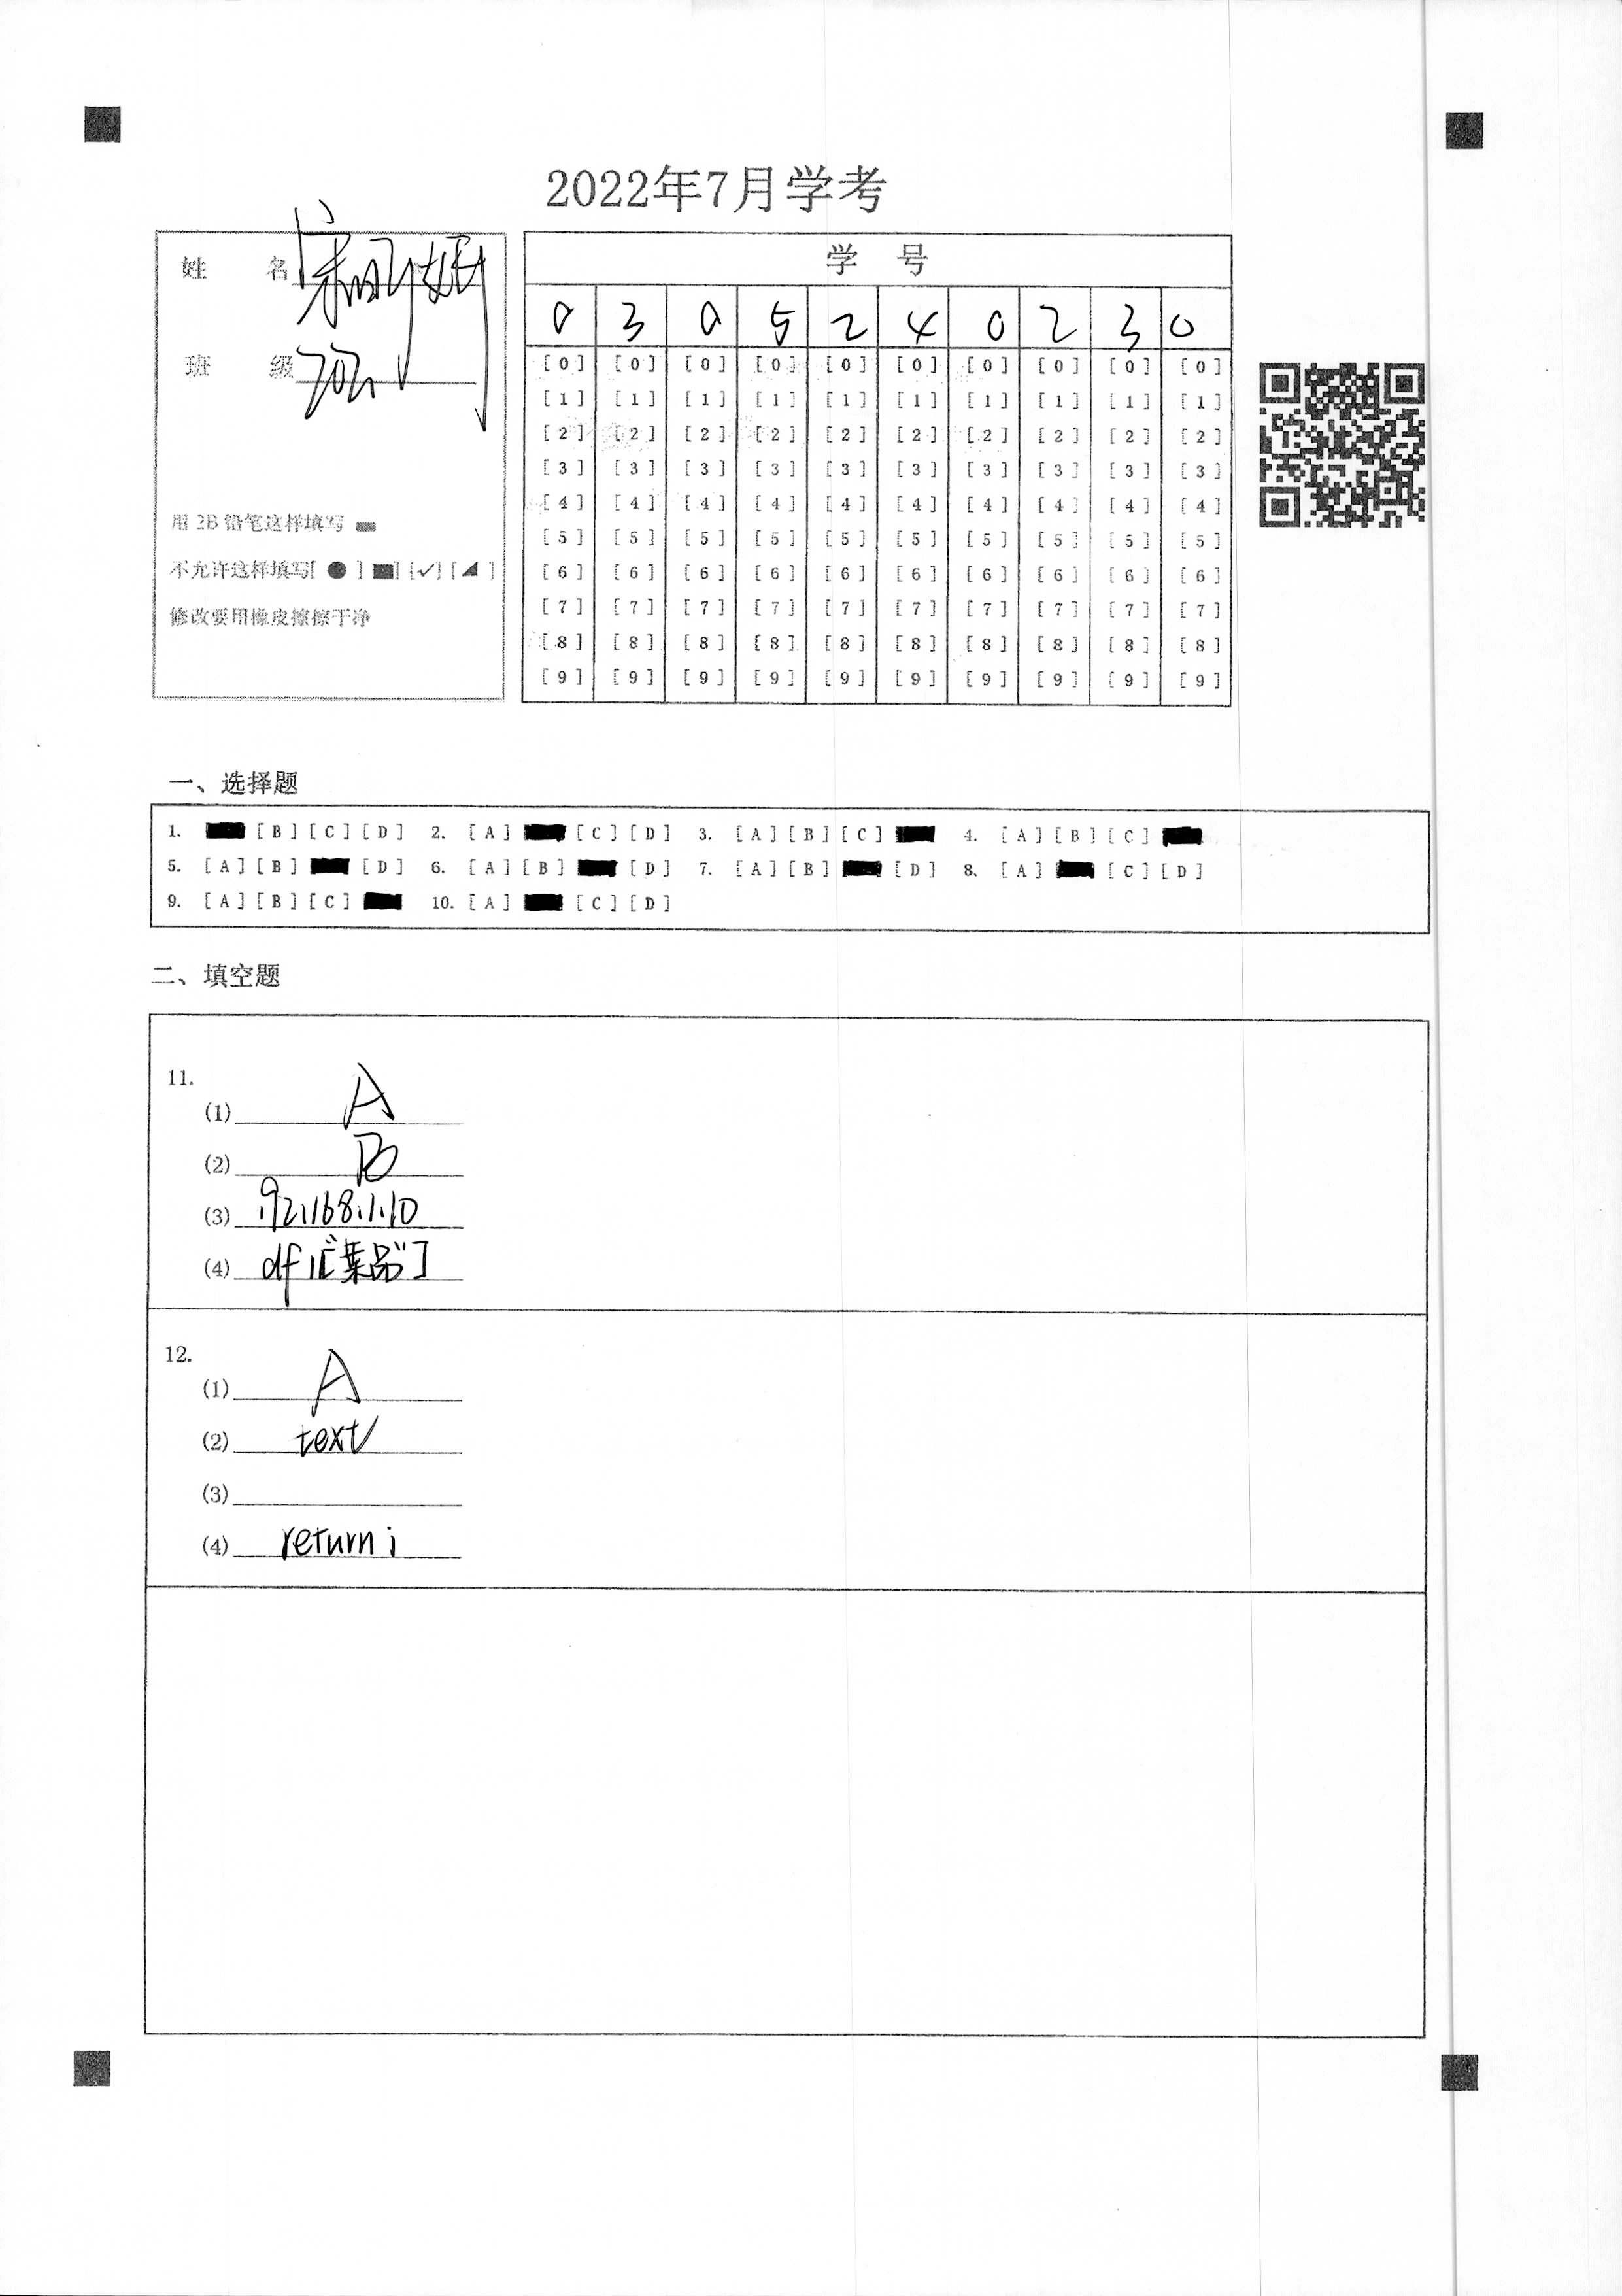 2022年7月学考
姓 名
班 级
用 2B 铅笔这样填写
不允许这样填写[ ● ] [■] [✓] [◢ ]
修改要用橡皮擦擦干净
学 号
0 3 0 5 2 4 0 2 3 0
[0] [0] [0] [0] [0] [0] [0] [0] [0] [0]
[1] [1] [1] [1] [1] [1] [1] [1] [1] [1]
[2] [2] [2] [2] [2] [2] [2] [2] [2] [2]
[3] [3] [3] [3] [3] [3] [3] [3] [3] [3]
[4] [4] [4] [4] [4] [4] [4] [4] [4] [4]
[5] [5] [5] [5] [5] [5] [5] [5] [5] [5]
[6] [6] [6] [6] [6] [6] [6] [6] [6] [6]
[7] [7] [7] [7] [7] [7] [7] [7] [7] [7]
[8] [8] [8] [8] [8] [8] [8] [8] [8] [8]
[9] [9] [9] [9] [9] [9] [9] [9] [9] [9]
一、选择题
1. [B] [C] [D] 2. [A] [C] [D] 3. [A] [B] [C] 4. [A] [B] [C]
5. [A] [B] [D] 6. [A] [B] [D] 7. [A] [B] [D] 8. [A] [C] [D]
9. [A] [B] [C] 10. [A] [C] [D]
二、填空题
11.
(1) A
(2) B
(3) 192.168.1.10
(4) df1["菜品"]
12.
(1) A
(2) text
(3)
(4) return i